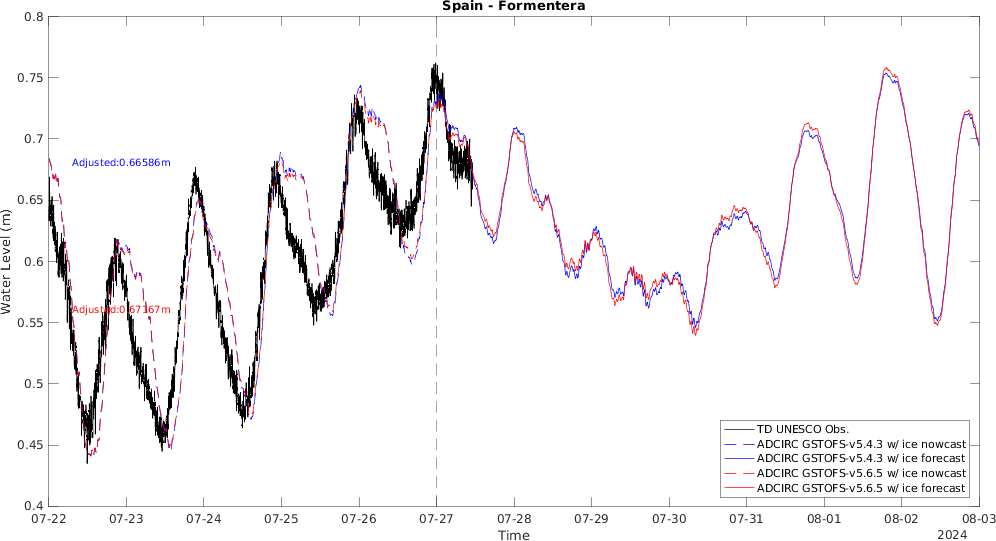 Spain - Formentera
0.8
0.75
0.7
0.65
0.6
0.55
0.5
0.45
0.4
Water Level (m)
Adjusted:0.66586m
Adjusted:0.67167m
TD UNESCO Obs.
ADCIRC GSTOFS-v5.4.3 w/ ice nowcast
ADCIRC GSTOFS-v5.4.3 w/ ice forecast
ADCIRC GSTOFS-v5.6.5 w/ ice nowcast
ADCIRC GSTOFS-v5.6.5 w/ ice forecast
07-22 07-23 07-24 07-25 07-26 07-27 07-28 07-29 07-30 07-31 08-01 08-02 08-03
Time
2024